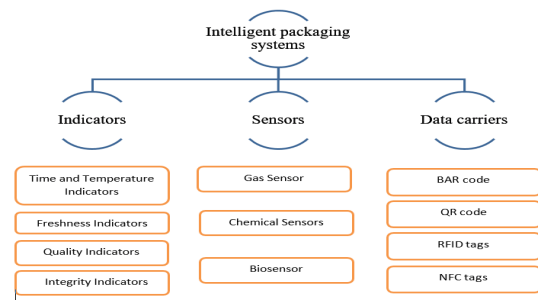 Intelligent packaging
systems
Indicators
Sensors
Data carriers
Time and Temperature
Indicators
Freshness Indicators
Quality Indicators
Integrity Indicators
Gas Sensor
Chemical Sensors
Biosensor
BAR code
QR code
RFID tags
NFC tags